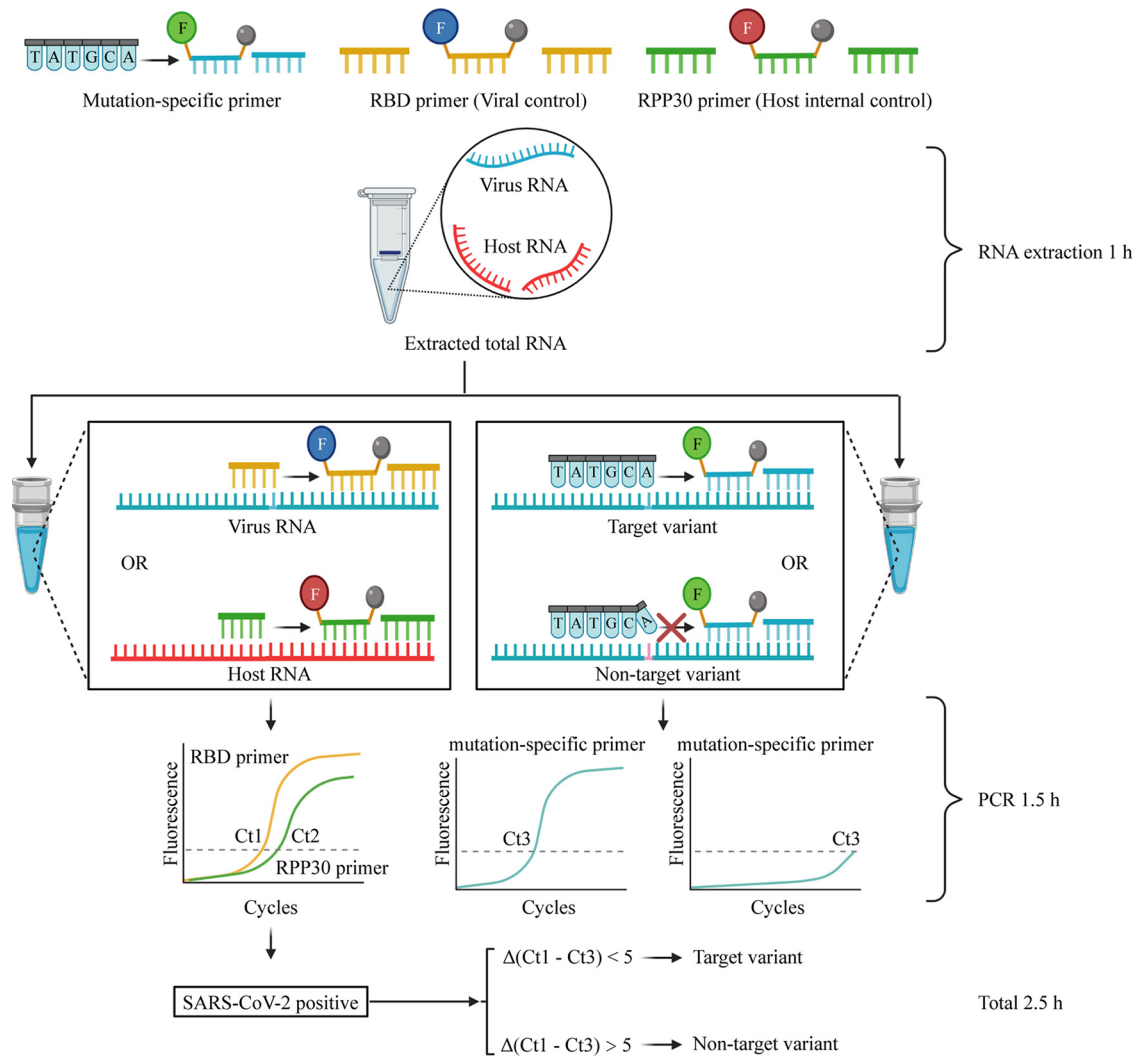 F
F
F
T A T G C A
Mutation-specific primer
RBD primer (Viral control)
RPP30 primer (Host internal control)
Virus RNA
Host RNA
RNA extraction 1 h
Extracted total RNA
F
Virus RNA
OR
F
Host RNA
T A T G C A
F
Target variant
OR
T A T G C A
F
Non-target variant
RBD primer
Fluorescence
Ct1
Ct2
RPP30 primer
Cycles
mutation-specific primer
Fluorescence
Ct3
Cycles
mutation-specific primer
Fluorescence
Ct3
Cycles
PCR 1.5 h
SARS-CoV-2 positive
Δ(Ct1 - Ct3) < 5
Target variant
Δ(Ct1 - Ct3) > 5
Non-target variant
Total 2.5 h